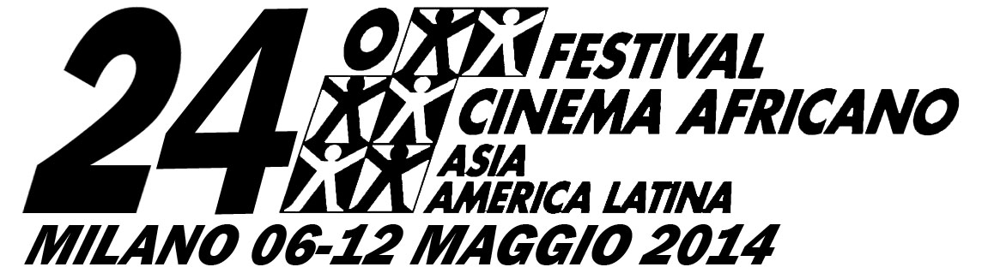 24° FESTIVAL
CINEMA AFRICANO
ASIA
AMERICA LATINA
MILANO 06-12 MAGGIO 2014